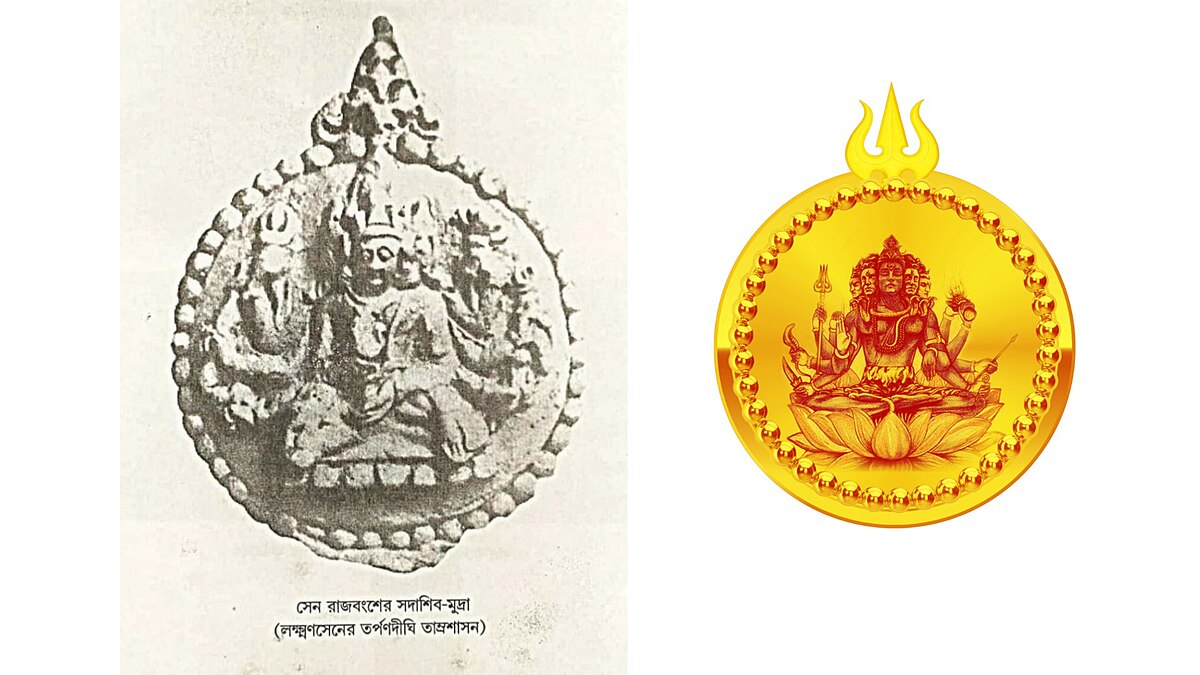 সেন রাজবংশের সদাশিব-মুদ্রা
(লক্ষ্মণসেনের তর্পণদীঘি তাম্রশাসন)